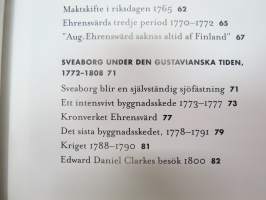 Maktskifte i riksdagen 1765 62
Ehrensvärds tredje period 1770–1772 65
"Aug. Ehrensvärd saknas altid af Finland" 67
SVEABORG UNDER DEN GUSTAVIANSKA TIDEN,
1772–1808 71
Sveaborg blir en självständig sjöfästning 71
Ett intensivt byggnadsskede 1773–1777 73
Kronverket Ehrensvärd 77
Det sista byggnadsskedet, 1778–1791 79
Kriget 1788–1790 81
Edward Daniel Clarkes besök 1800 82